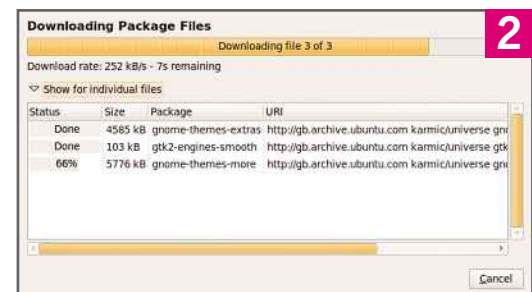 Downloading Package Files
2
Downloading file 3 of 3
Download rate: 252 kB/s - 7s remaining
Show for individual files
Status Size Package URI
Done 4585 kB gnome-themes-extras http://gb.archive.ubuntu.com karmic/universe
Done 103 kB gtk2-engines-smooth http://gb.archive.ubuntu.com karmic/universe gtk
66% 5776 kB gnome-themes-more http://gb.archive.ubuntu.com karmic/universe
Cancel